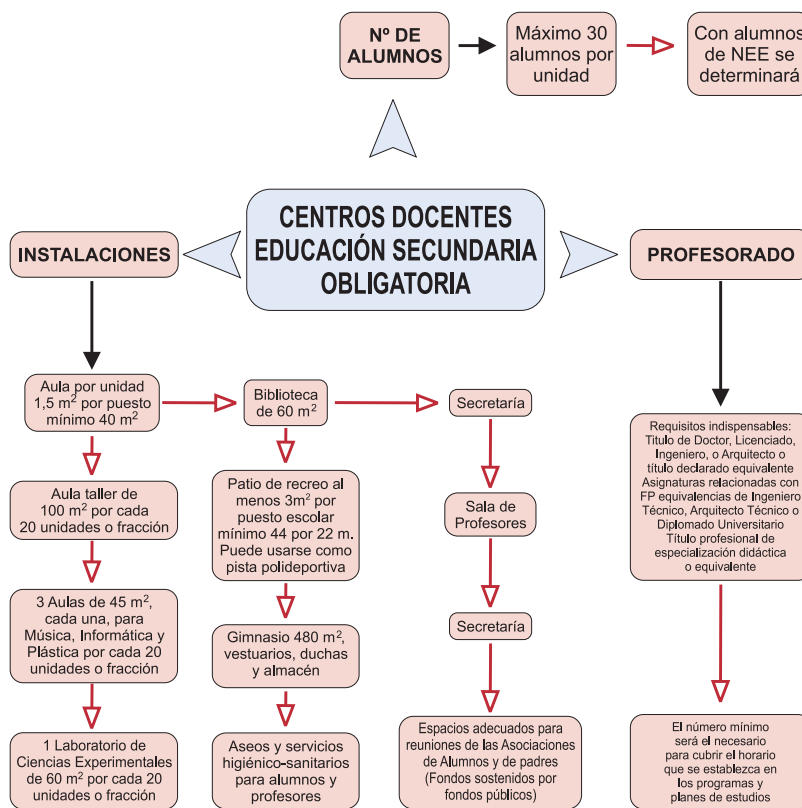 Nº DE
ALUMNOS
Máximo 30
alumnos por
unidad
Con alumnos
de NEE se
determinará
CENTROS DOCENTES
EDUCACIÓN SECUNDARIA
OBLIGATORIA
INSTALACIONES
PROFESORADO
Aula por unidad
1,5 m² por puesto
mínimo 40 m²
Aula taller de
100 m² por cada
20 unidades o fracción
3 Aulas de 45 m²,
cada una, para
Música, Informática y
Plástica por cada 20
unidades o fracción
1 Laboratorio de
Ciencias Experimentales
de 60 m² por cada 20
unidades o fracción
Biblioteca
de 60 m²
Patio de recreo al
menos 3m² por
puesto escolar
mínimo 44 por 22 m.
Puede usarse como
pista polideportiva
Gimnasio 480 m²,
vestuarios, duchas
y almacén
Aseos y servicios
higiénico-sanitarios
para alumnos y
profesores
Secretaría
Sala de
Profesores
Secretaría
Espacios adecuados para
reuniones de las Asociaciones
de Alumnos y de padres
(Fondos sostenidos por
fondos públicos)
Requisitos indispensables:
Titulo de Doctor, Licenciado,
Ingeniero, o Arquitecto o
título declarado equivalente
Asignaturas relacionadas con
FP equivalencias de Ingeniero
Técnico, Arquitecto Técnico o
Diplomado Universitario
Título profesional de
especialización didáctica
o equivalente
El número mínimo
será el necesario
para cubrir el horario
que se establezca en
los programas y
planes de estudios